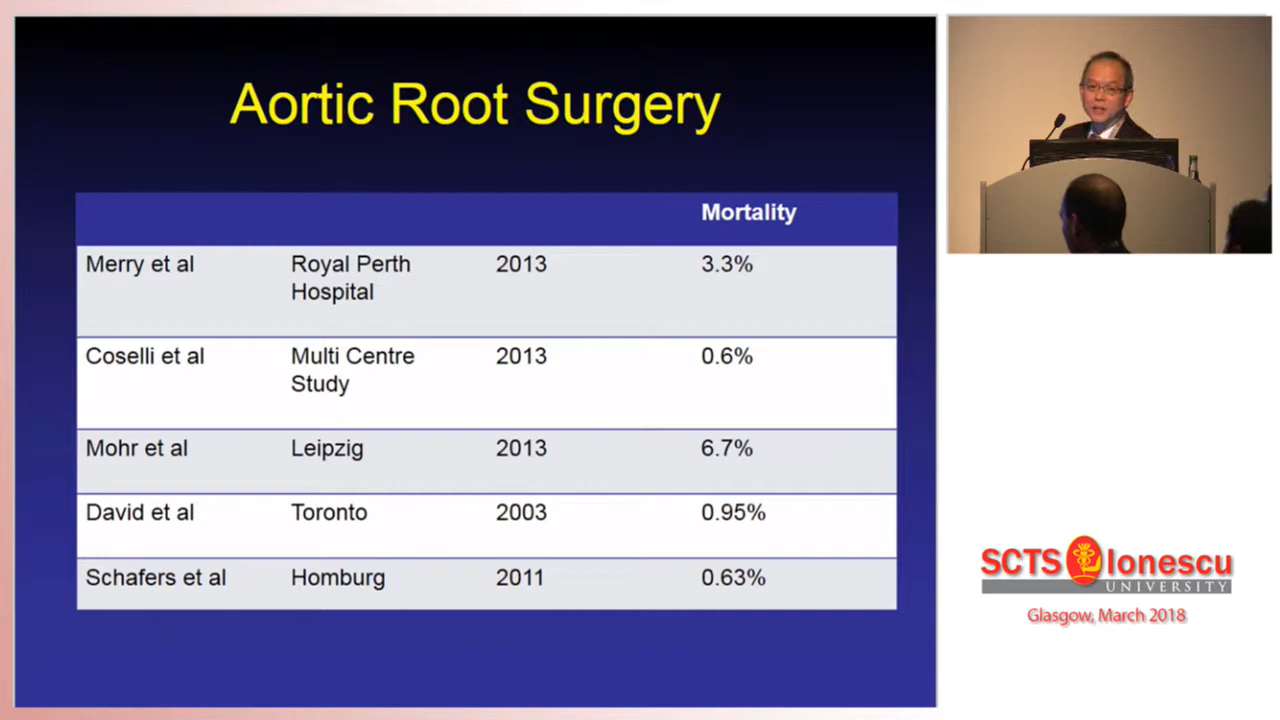 Aortic Root Surgery
Mortality
Merry et al Royal Perth Hospital 2013 3.3%
Coselli et al Multi Centre Study 2013 0.6%
Mohr et al Leipzig 2013 6.7%
David et al Toronto 2003 0.95%
Schafers et al Homburg 2011 0.63%
SCTS Ionescu
UNIVERSITY
Glasgow, March 2018